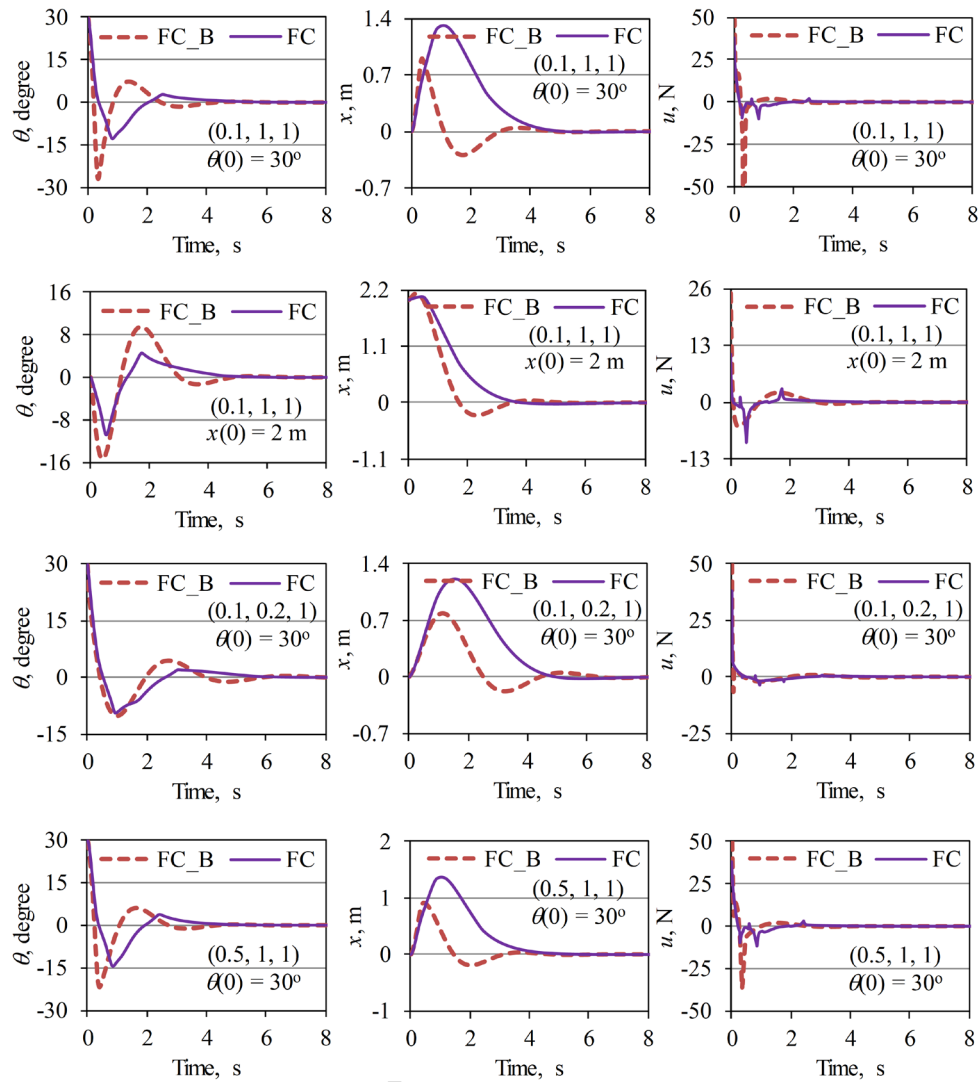 FC_B FC
θ, degree
30
15
0
-15
-30
(0.1, 1, 1)
θ(0) = 30º
0 2 4 6 8
Time, s
FC_B FC
x, m
1.4
0.7
0
-0.7
(0.1, 1, 1)
θ(0) = 30º
0 2 4 6 8
Time, s
FC_B FC
u, N
50
25
0
-25
-50
(0.1, 1, 1)
θ(0) = 30º
0 2 4 6 8
Time, s
FC_B FC
θ, degree
16
8
0
-8
-16
(0.1, 1, 1)
x(0) = 2 m
0 2 4 6 8
Time, s
FC_B FC
x, m
2.2
1.1
0
-1.1
(0.1, 1, 1)
x(0) = 2 m
0 2 4 6 8
Time, s
FC_B FC
u, N
26
13
0
-13
(0.1, 1, 1)
x(0) = 2 m
0 2 4 6 8
Time, s
FC_B FC
θ, degree
30
15
0
-15
(0.1, 0.2, 1)
θ(0) = 30º
0 2 4 6 8
Time, s
FC_B FC
x, m
1.4
0.7
0
-0.7
(0.1, 0.2, 1)
θ(0) = 30º
0 2 4 6 8
Time, s
FC_B FC
u, N
50
25
0
-25
(0.1, 0.2, 1)
θ(0) = 30º
0 2 4 6 8
Time, s
FC_B FC
θ, degree
30
15
0
-15
-30
(0.5, 1, 1)
θ(0) = 30º
0 2 4 6 8
Time, s
FC_B FC
x, m
2
1
0
-1
(0.5, 1, 1)
θ(0) = 30º
0 2 4 6 8
Time, s
FC_B FC
u, N
50
25
0
-25
-50
(0.5, 1, 1)
θ(0) = 30º
0 2 4 6 8
Time, s